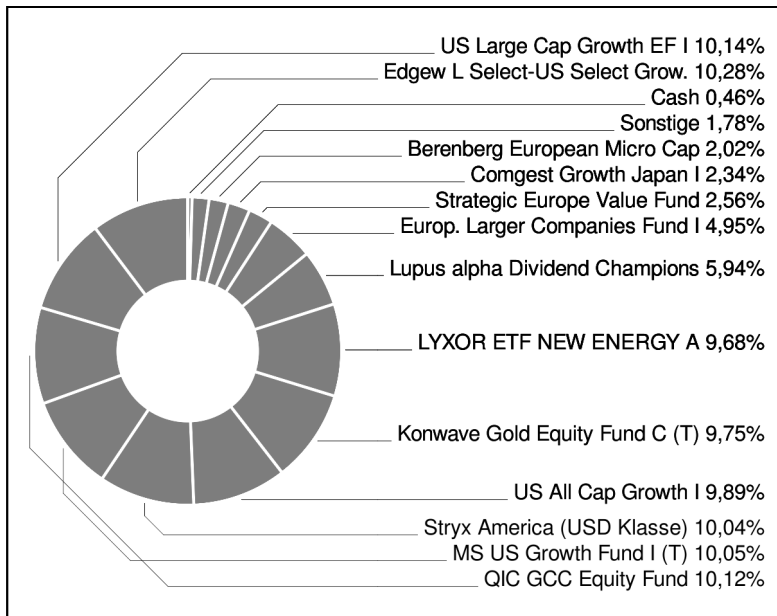 US Large Cap Growth EF I 10,14%
Edgew L Select-US Select Grow. 10,28%
Cash 0,46%
Sonstige 1,78%
Berenberg European Micro Cap 2,02%
Comgest Growth Japan I 2,34%
Strategic Europe Value Fund 2,56%
Europ. Larger Companies Fund I 4,95%
Lupus alpha Dividend Champions 5,94%
LYXOR ETF NEW ENERGY A 9,68%
Konwave Gold Equity Fund C (T) 9,75%
US All Cap Growth I 9,89%
Stryx America (USD Klasse) 10,04%
MS US Growth Fund I (T) 10,05%
QIC GCC Equity Fund 10,12%